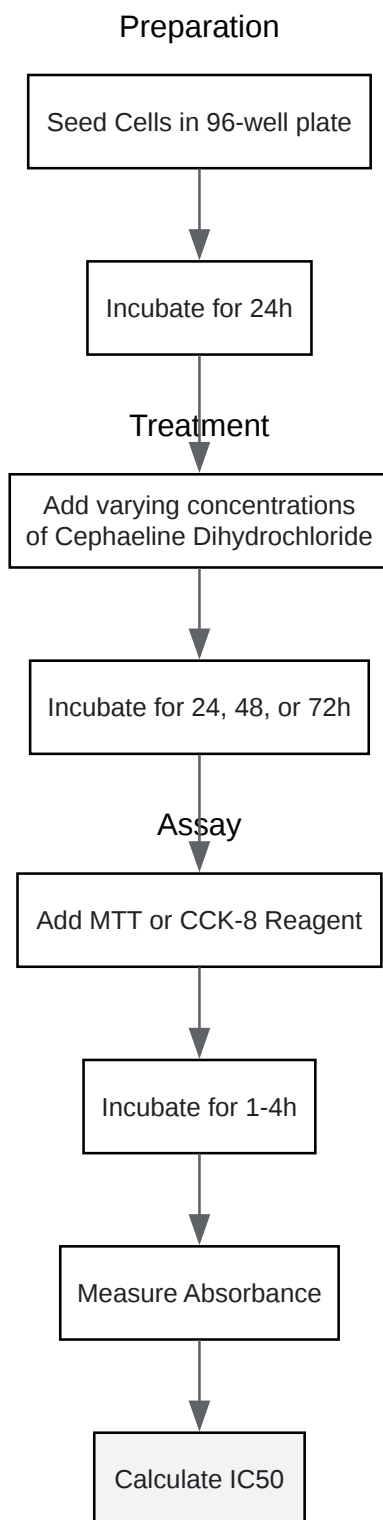 Preparation
Seed Cells in 96-well plate
Incubate for 24h
Treatment
Add varying concentrations
of Cephaeline Dihydrochloride
Incubate for 24, 48, or 72h
Assay
Add MTT or CCK-8 Reagent
Incubate for 1-4h
Measure Absorbance
Calculate IC50